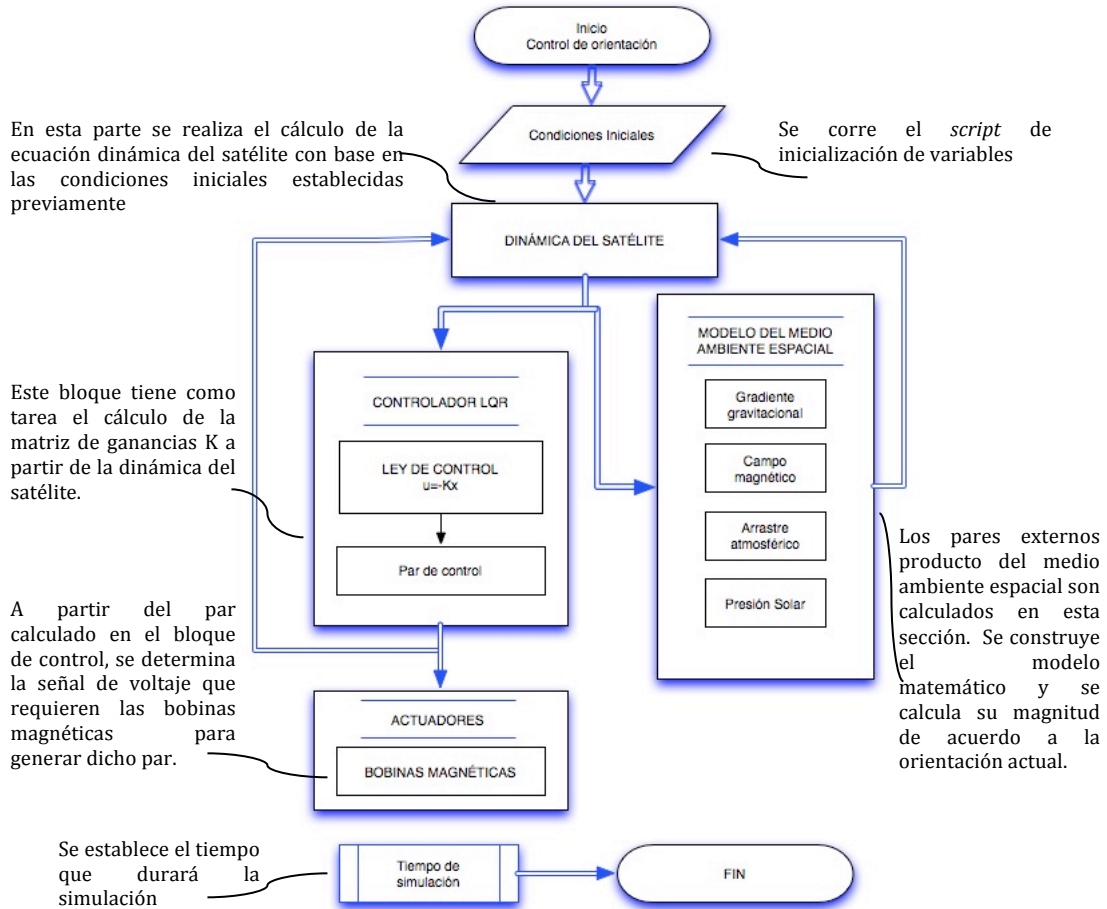 Inicio
Control de orientación
En esta parte se realiza el cálculo de la
ecuación dinámica del satélite con base en
las condiciones iniciales establecidas
previamente
Condiciones Iniciales
Se corre el script de
inicialización de variables
DINÁMICA DEL SATÉLITE
MODELO DEL MEDIO
AMBIENTE ESPACIAL
Gradiente
gravitacional
Campo
magnético
Arrastre
atmosférico
Presión Solar
Este bloque tiene como
tarea el cálculo de la
matriz de ganancias K a
partir de la dinámica del
satélite.
CONTROLADOR LQR
LEY DE CONTROL
u=-Kx
Par de control
Los pares externos
producto del medio
ambiente espacial son
calculados en esta
sección. Se construye
el modelo
matemático y se
calcula su magnitud
de acuerdo a la
orientación actual.
A partir del par
calculado en el bloque
de control, se determina
la señal de voltaje que
requieren las bobinas
magnéticas para
generar dicho par.
ACTUADORES
BOBINAS MAGNÉTICAS
Se establece el tiempo
que durará la
simulación
Tiempo de
simulación
FIN